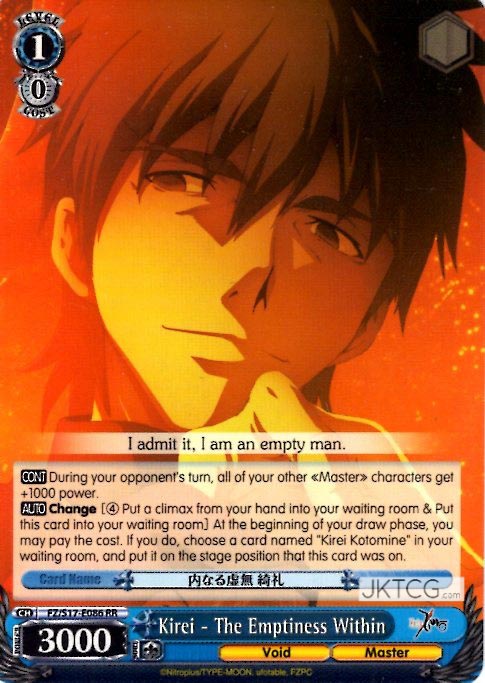 LEVEL
1
0
COST
I admit it, I am an empty man.
CONT During your opponent's turn, all of your other «Master» characters get
+1000 power.
AUTO Change [④ Put a climax from your hand into your waiting room & Put
this card into your waiting room] At the beginning of your draw phase, you
may pay the cost. If you do, choose a card named "Kirei Kotomine" in your
waiting room, and put it on the stage position that this card was on.
Card Name
内なる虚無 綺礼
JKTCG.com
CH FZ/S17-E086 RR
POWER 3000
Kirei - The Emptiness Within
Void Master
©Nitroplus/TYPE-MOON, ufotable, FZPC